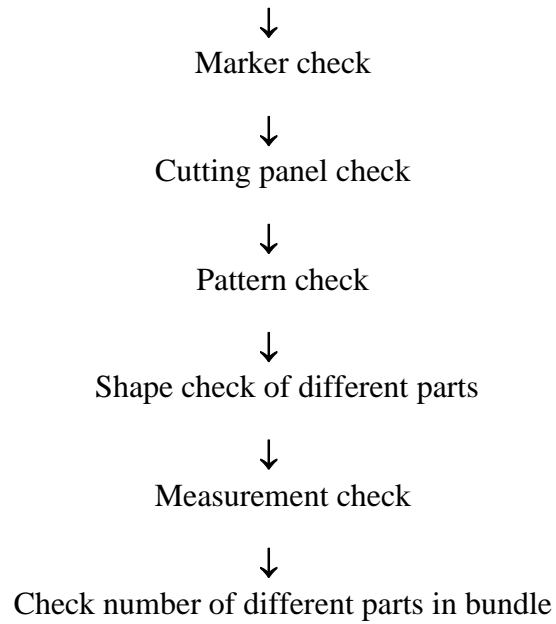 ↓
Marker check
↓
Cutting panel check
↓
Pattern check
↓
Shape check of different parts
↓
Measurement check
↓
Check number of different parts in bundle